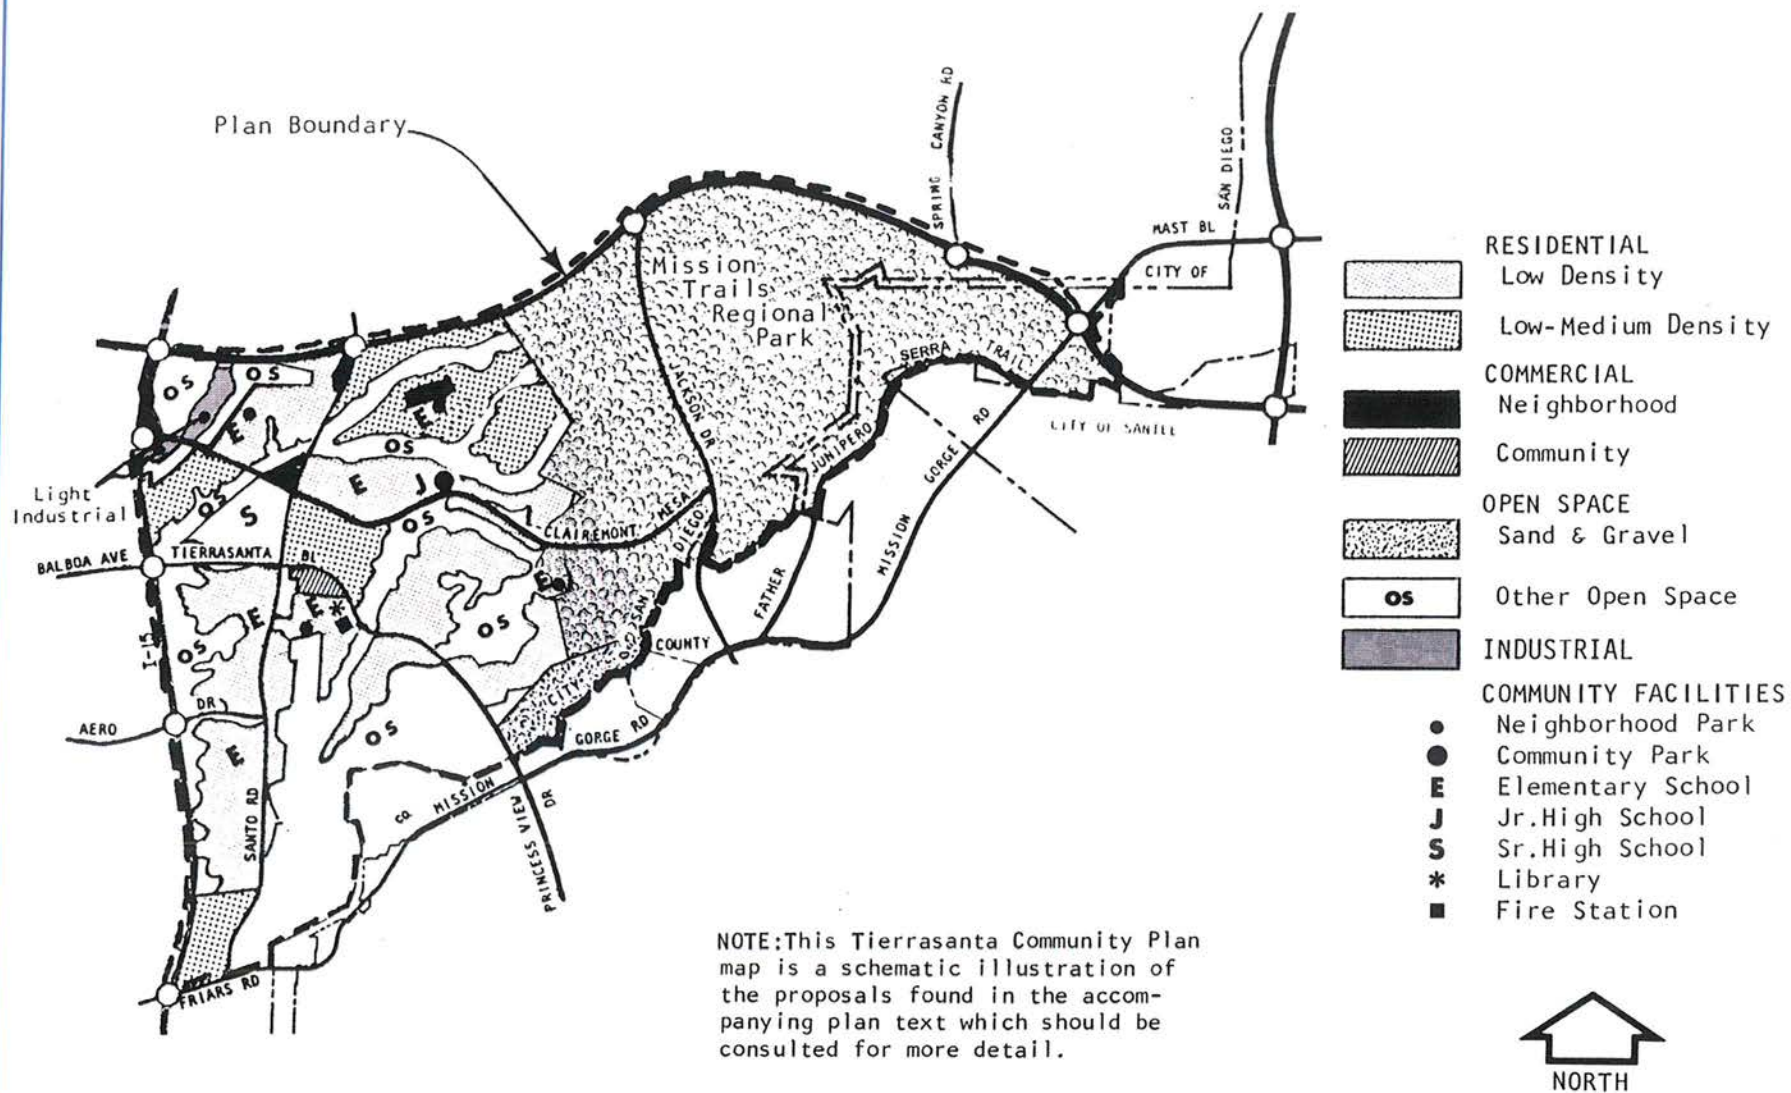 Plan Boundary
SPRING CANYON RD
SAN DIEGO
MAST BL
CITY OF
Mission
Trails
Regional
Park
JACKSON DR
SERRA TRAIL
JUNIPERO
CITY OF SANTEE
GORGE RD
MISSION
OS
OS
E
E
OS
E
J
Light
Industrial
OS
S
OS
CLAIREMONT MESA
BALBOA AVE
TIERRASANTA BL
E
SAN DIEGO
FATHER
E
E
*
OS
OS
I-15
COUNTY
CITY
AERO DR
OS
E
GORGE RD
MISSION
CO.
SANTO RD
PRINCESS VIEW DR
FRIARS RD
RESIDENTIAL
Low Density
Low-Medium Density
COMMERCIAL
Neighborhood
Community
OPEN SPACE
Sand & Gravel
OS Other Open Space
INDUSTRIAL
COMMUNITY FACILITIES
● Neighborhood Park
● Community Park
E Elementary School
J Jr.High School
S Sr.High School
* Library
■ Fire Station
NOTE:This Tierrasanta Community Plan
map is a schematic illustration of
the proposals found in the accom-
panying plan text which should be
consulted for more detail.
NORTH